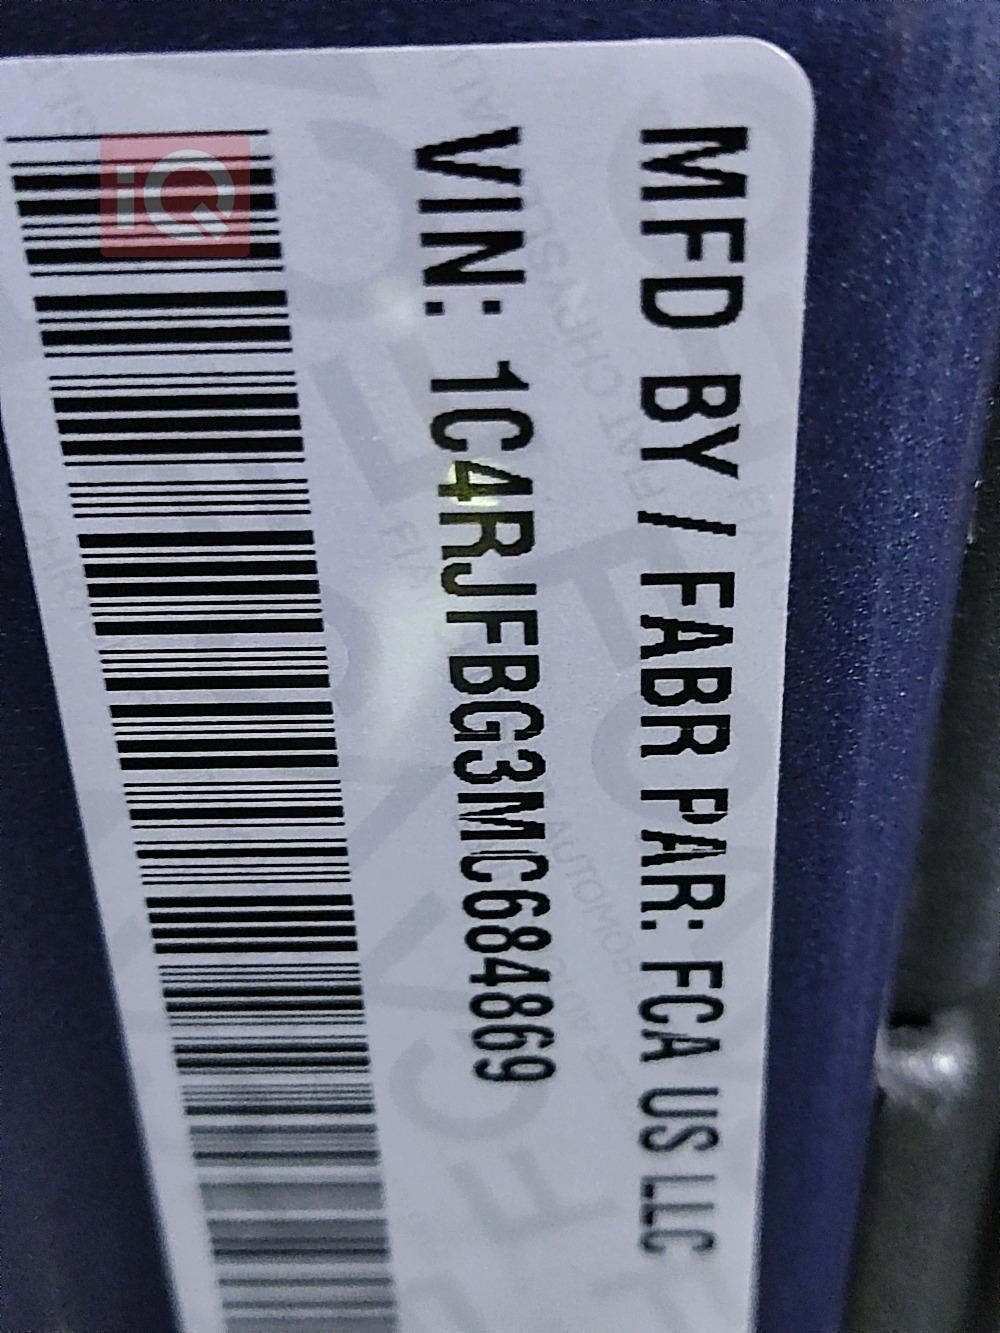 MFD BY / FABR PAR: FCA US LLC
VIN: 1C4RJFBG3MC684869
iQ